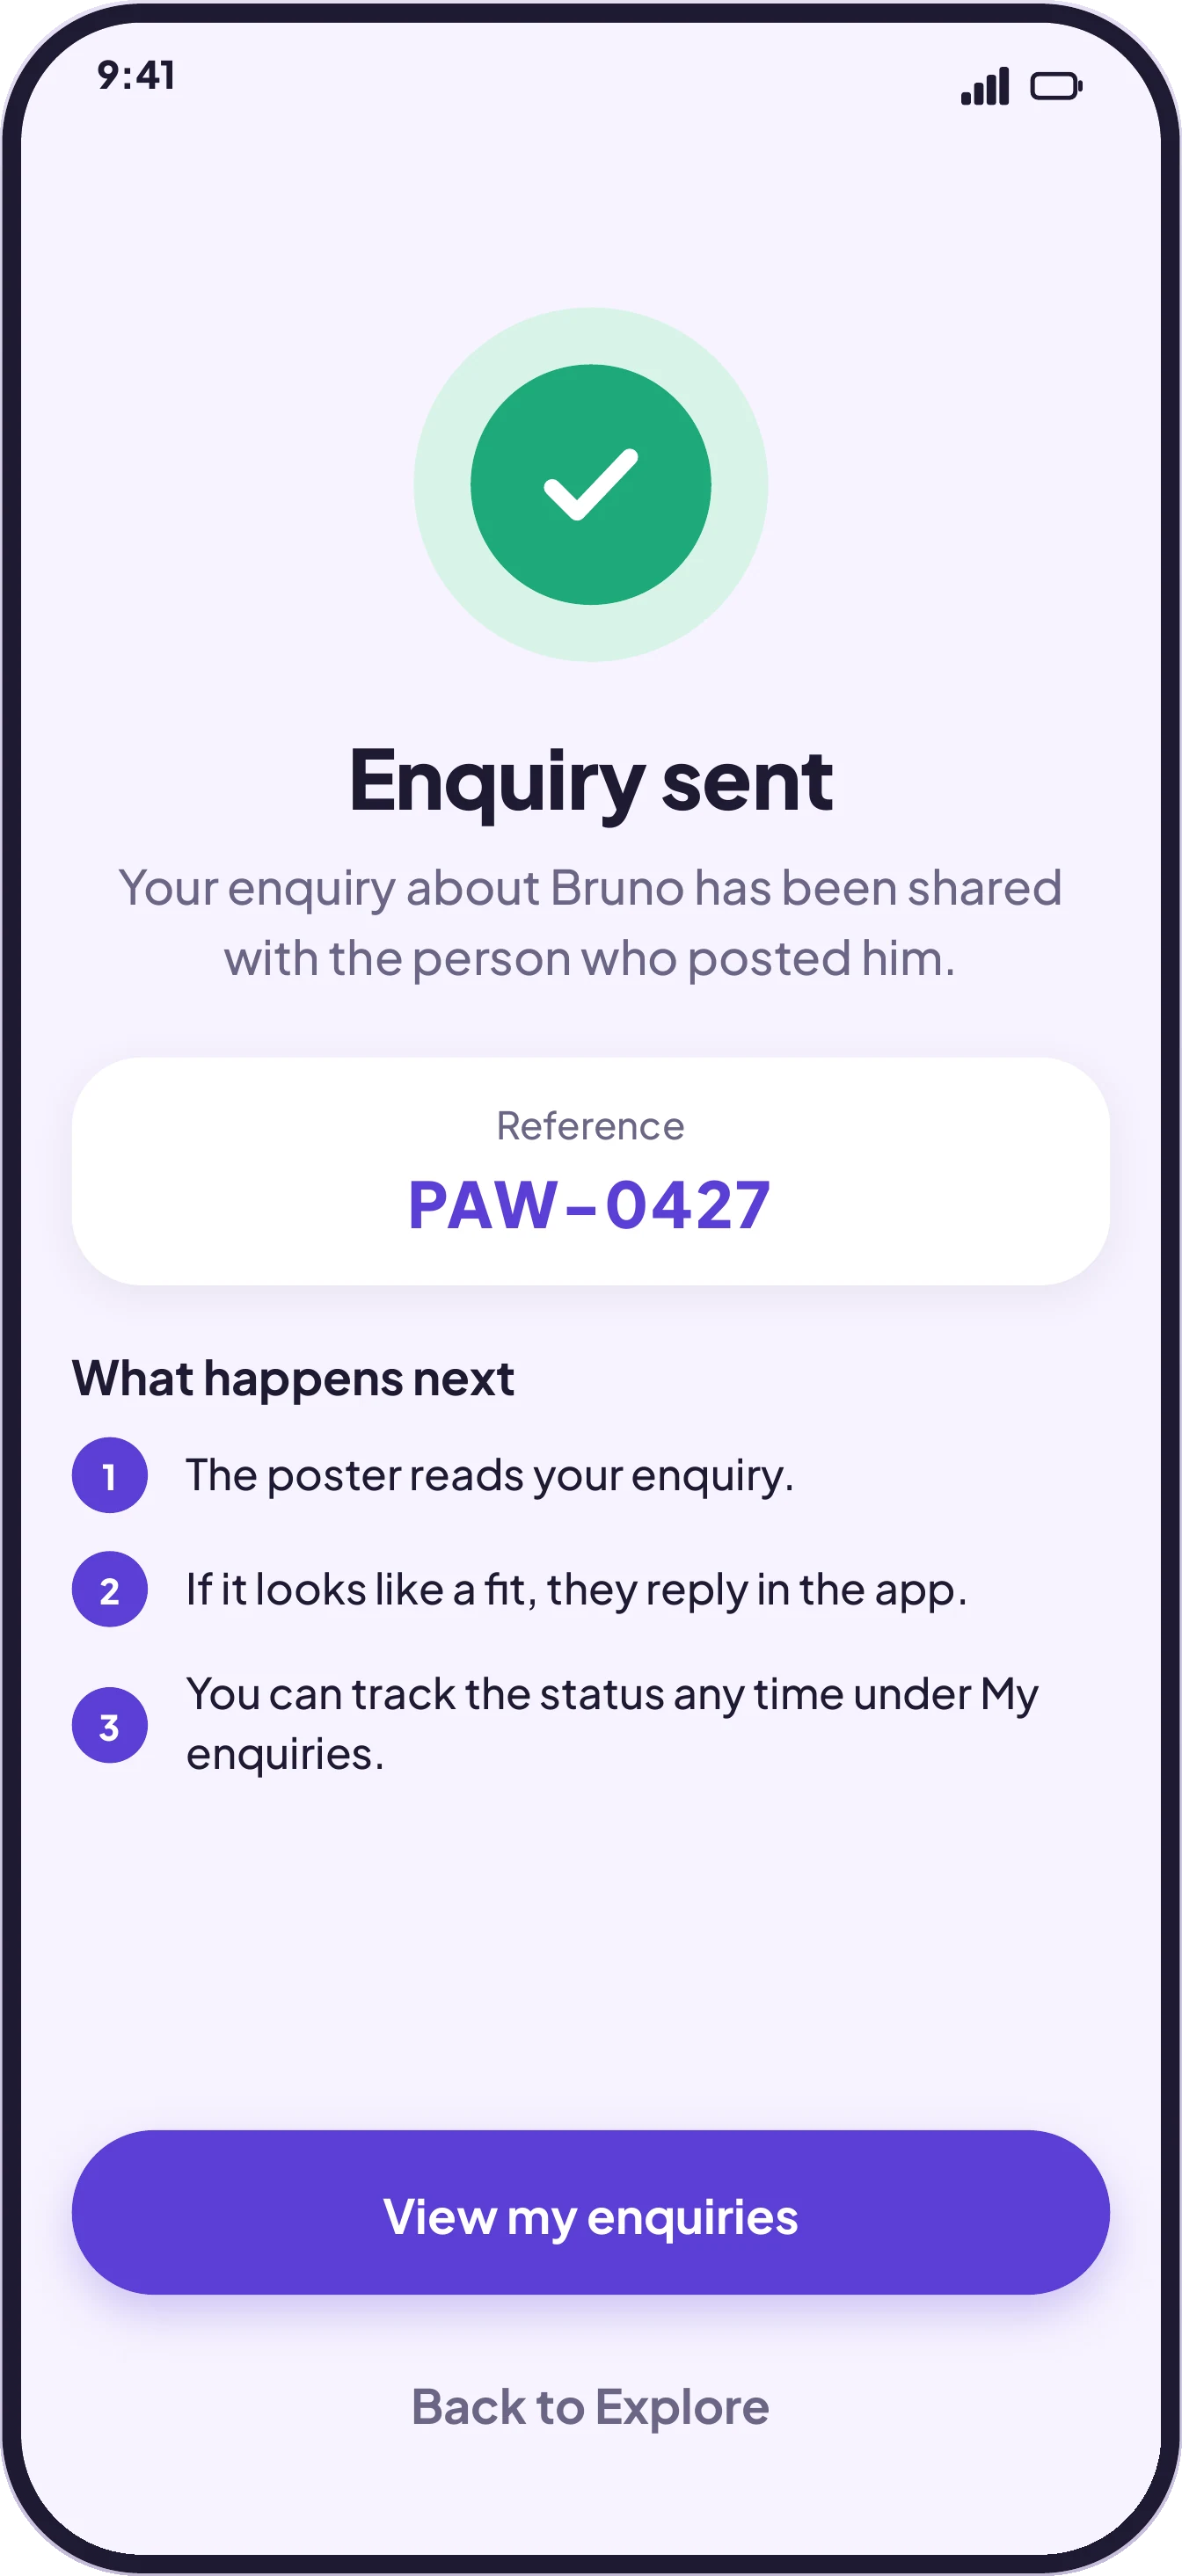 9:41
Enquiry sent
Your enquiry about Bruno has been shared
with the person who posted him.
Reference
PAW-0427
What happens next
1 The poster reads your enquiry.
2 If it looks like a fit, they reply in the app.
3 You can track the status any time under My
enquiries.
View my enquiries
Back to Explore